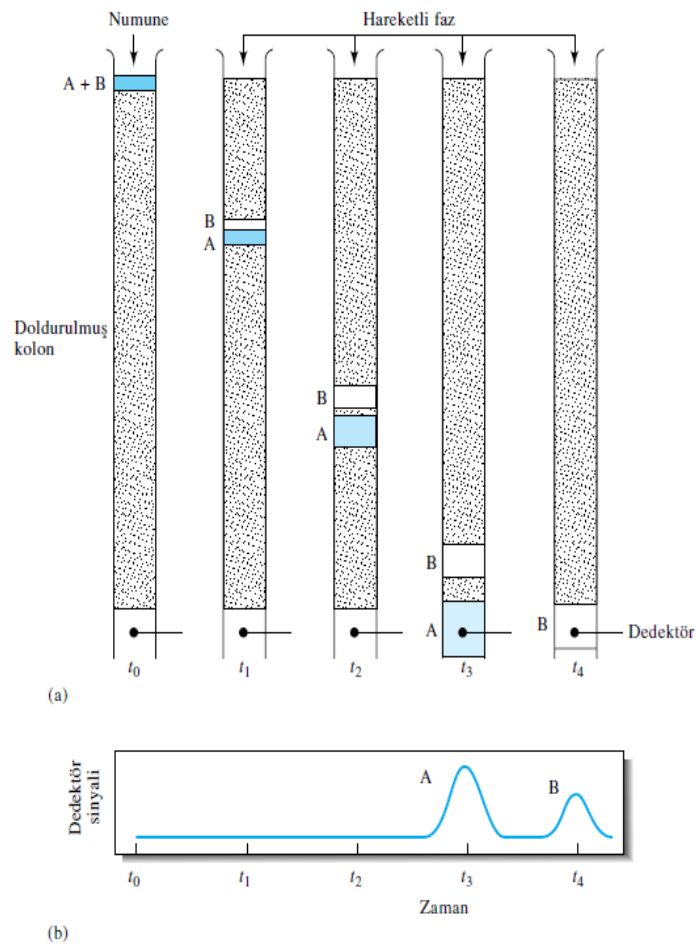 Numune
Hareketli faz
A + B
B
A
Doldurulmuş
kolon
B
A
B
A
B
Dedektör
t0
t1
t2
t3
t4
(a)
Dedektör
sinyali
A
B
t0
t1
t2
t3
t4
Zaman
(b)